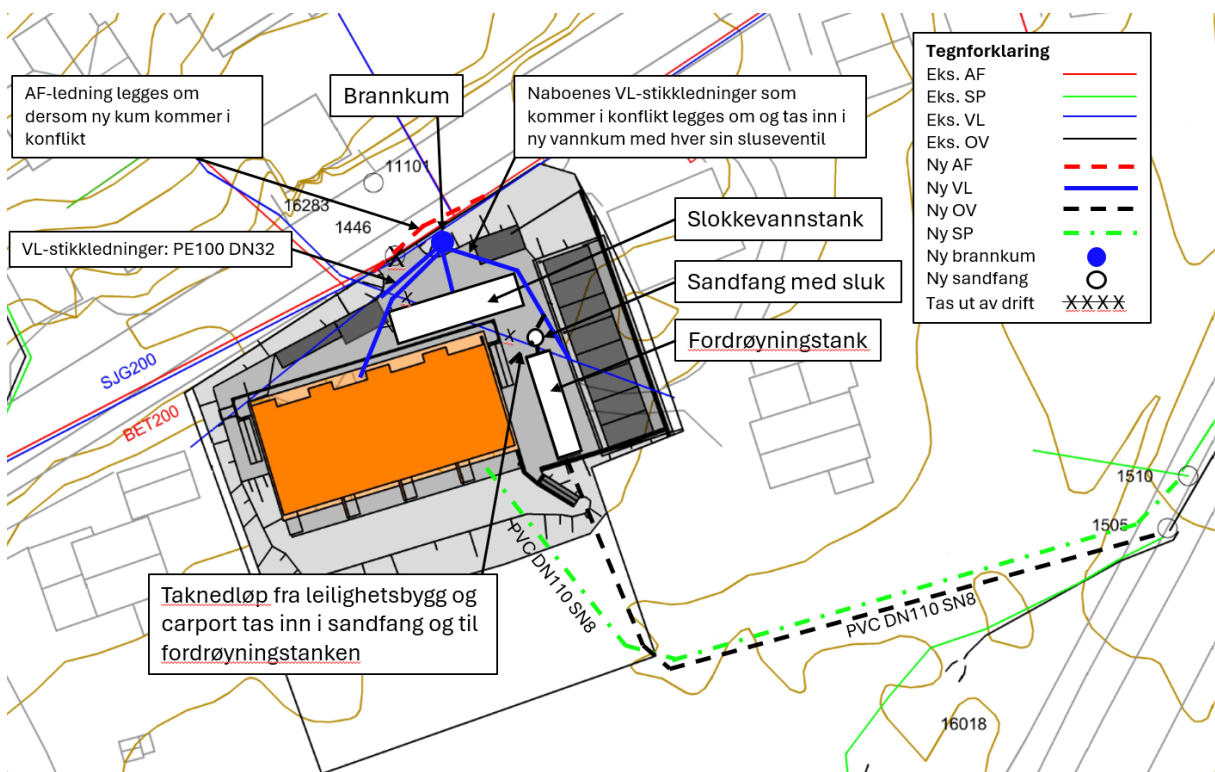 AF-ledning legges om
dersom ny kum kommer i
konflikt
Brannkum
Naboenes VL-stikkledninger som
kommer i konflikt legges om og tas inn i
ny vannkum med hver sin sluseventil
Tegnforklaring
Eks. AF
Eks. SP
Eks. VL
Eks. OV
Ny AF
Ny VL
Ny OV
Ny SP
Ny brannkum
Ny sandfang
Tas ut av drift
XXXX
11101
16283
1446
VL-stikkledninger: PE100 DN32
X
X
X
Slokkevannstank
Sandfang med sluk
Fordrøyningstank
SJG200
BET200
1510
1505
PVC DN110 SN8
PVC DN110 SN8
Taknedløp fra leilighetsbygg og
carport tas inn i sandfang og til
fordrøyningstanken
16018